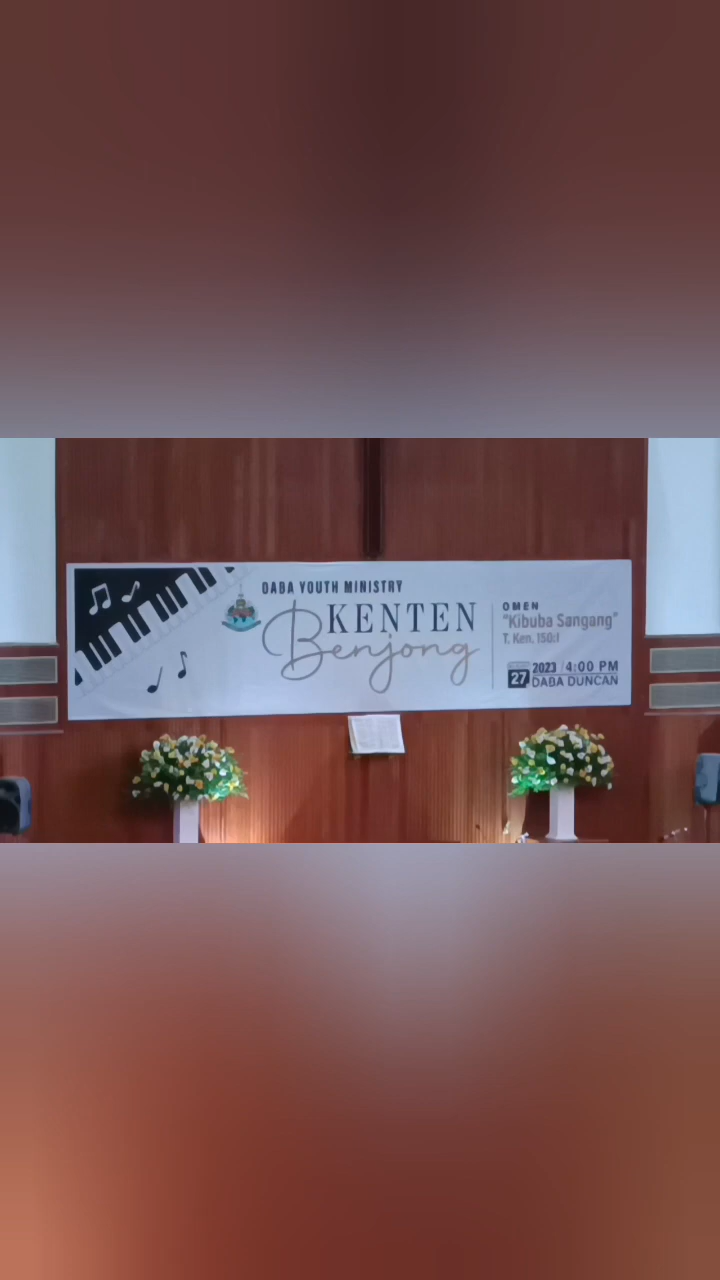 DABA YOUTH MINISTRY
KENTEN
Benjong
OMEN
"Kibuba Sangang"
T. Ken. 150:1
27
2023 / 4:00 PM
DABA DUNCAN